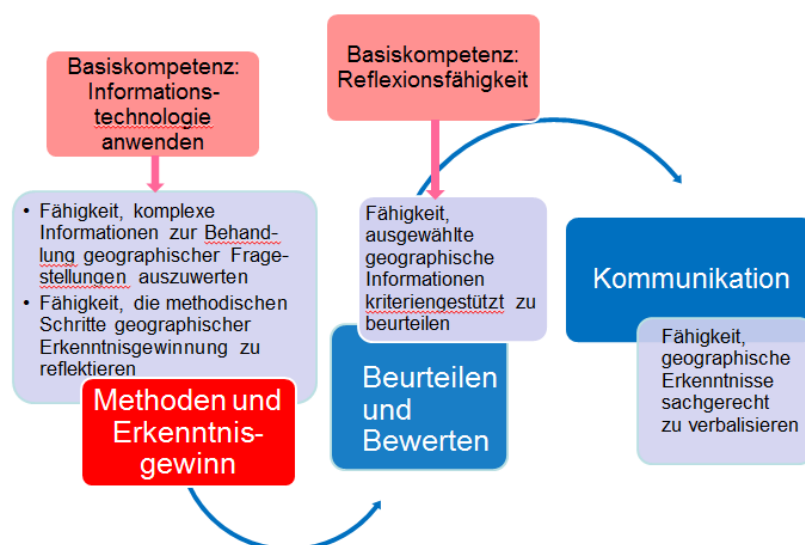 Basiskompetenz:
Informations-
technologie
anwenden
Basiskompetenz:
Reflexionsfähigkeit
• Fähigkeit, komplexe
Informationen zur Behand-
lung geographischer Frage-
stellungen auszuwerten
• Fähigkeit, die methodischen
Schritte geographischer
Erkenntnisgewinnung zu
reflektieren
Methoden und
Erkenntnis-
gewinn
Fähigkeit,
ausgewählte
geographische
Informationen
kriteriengestützt zu
beurteilen
Beurteilen
und
Bewerten
Kommunikation
Fähigkeit,
geographische
Erkenntnisse
sachgerecht
zu verbalisieren